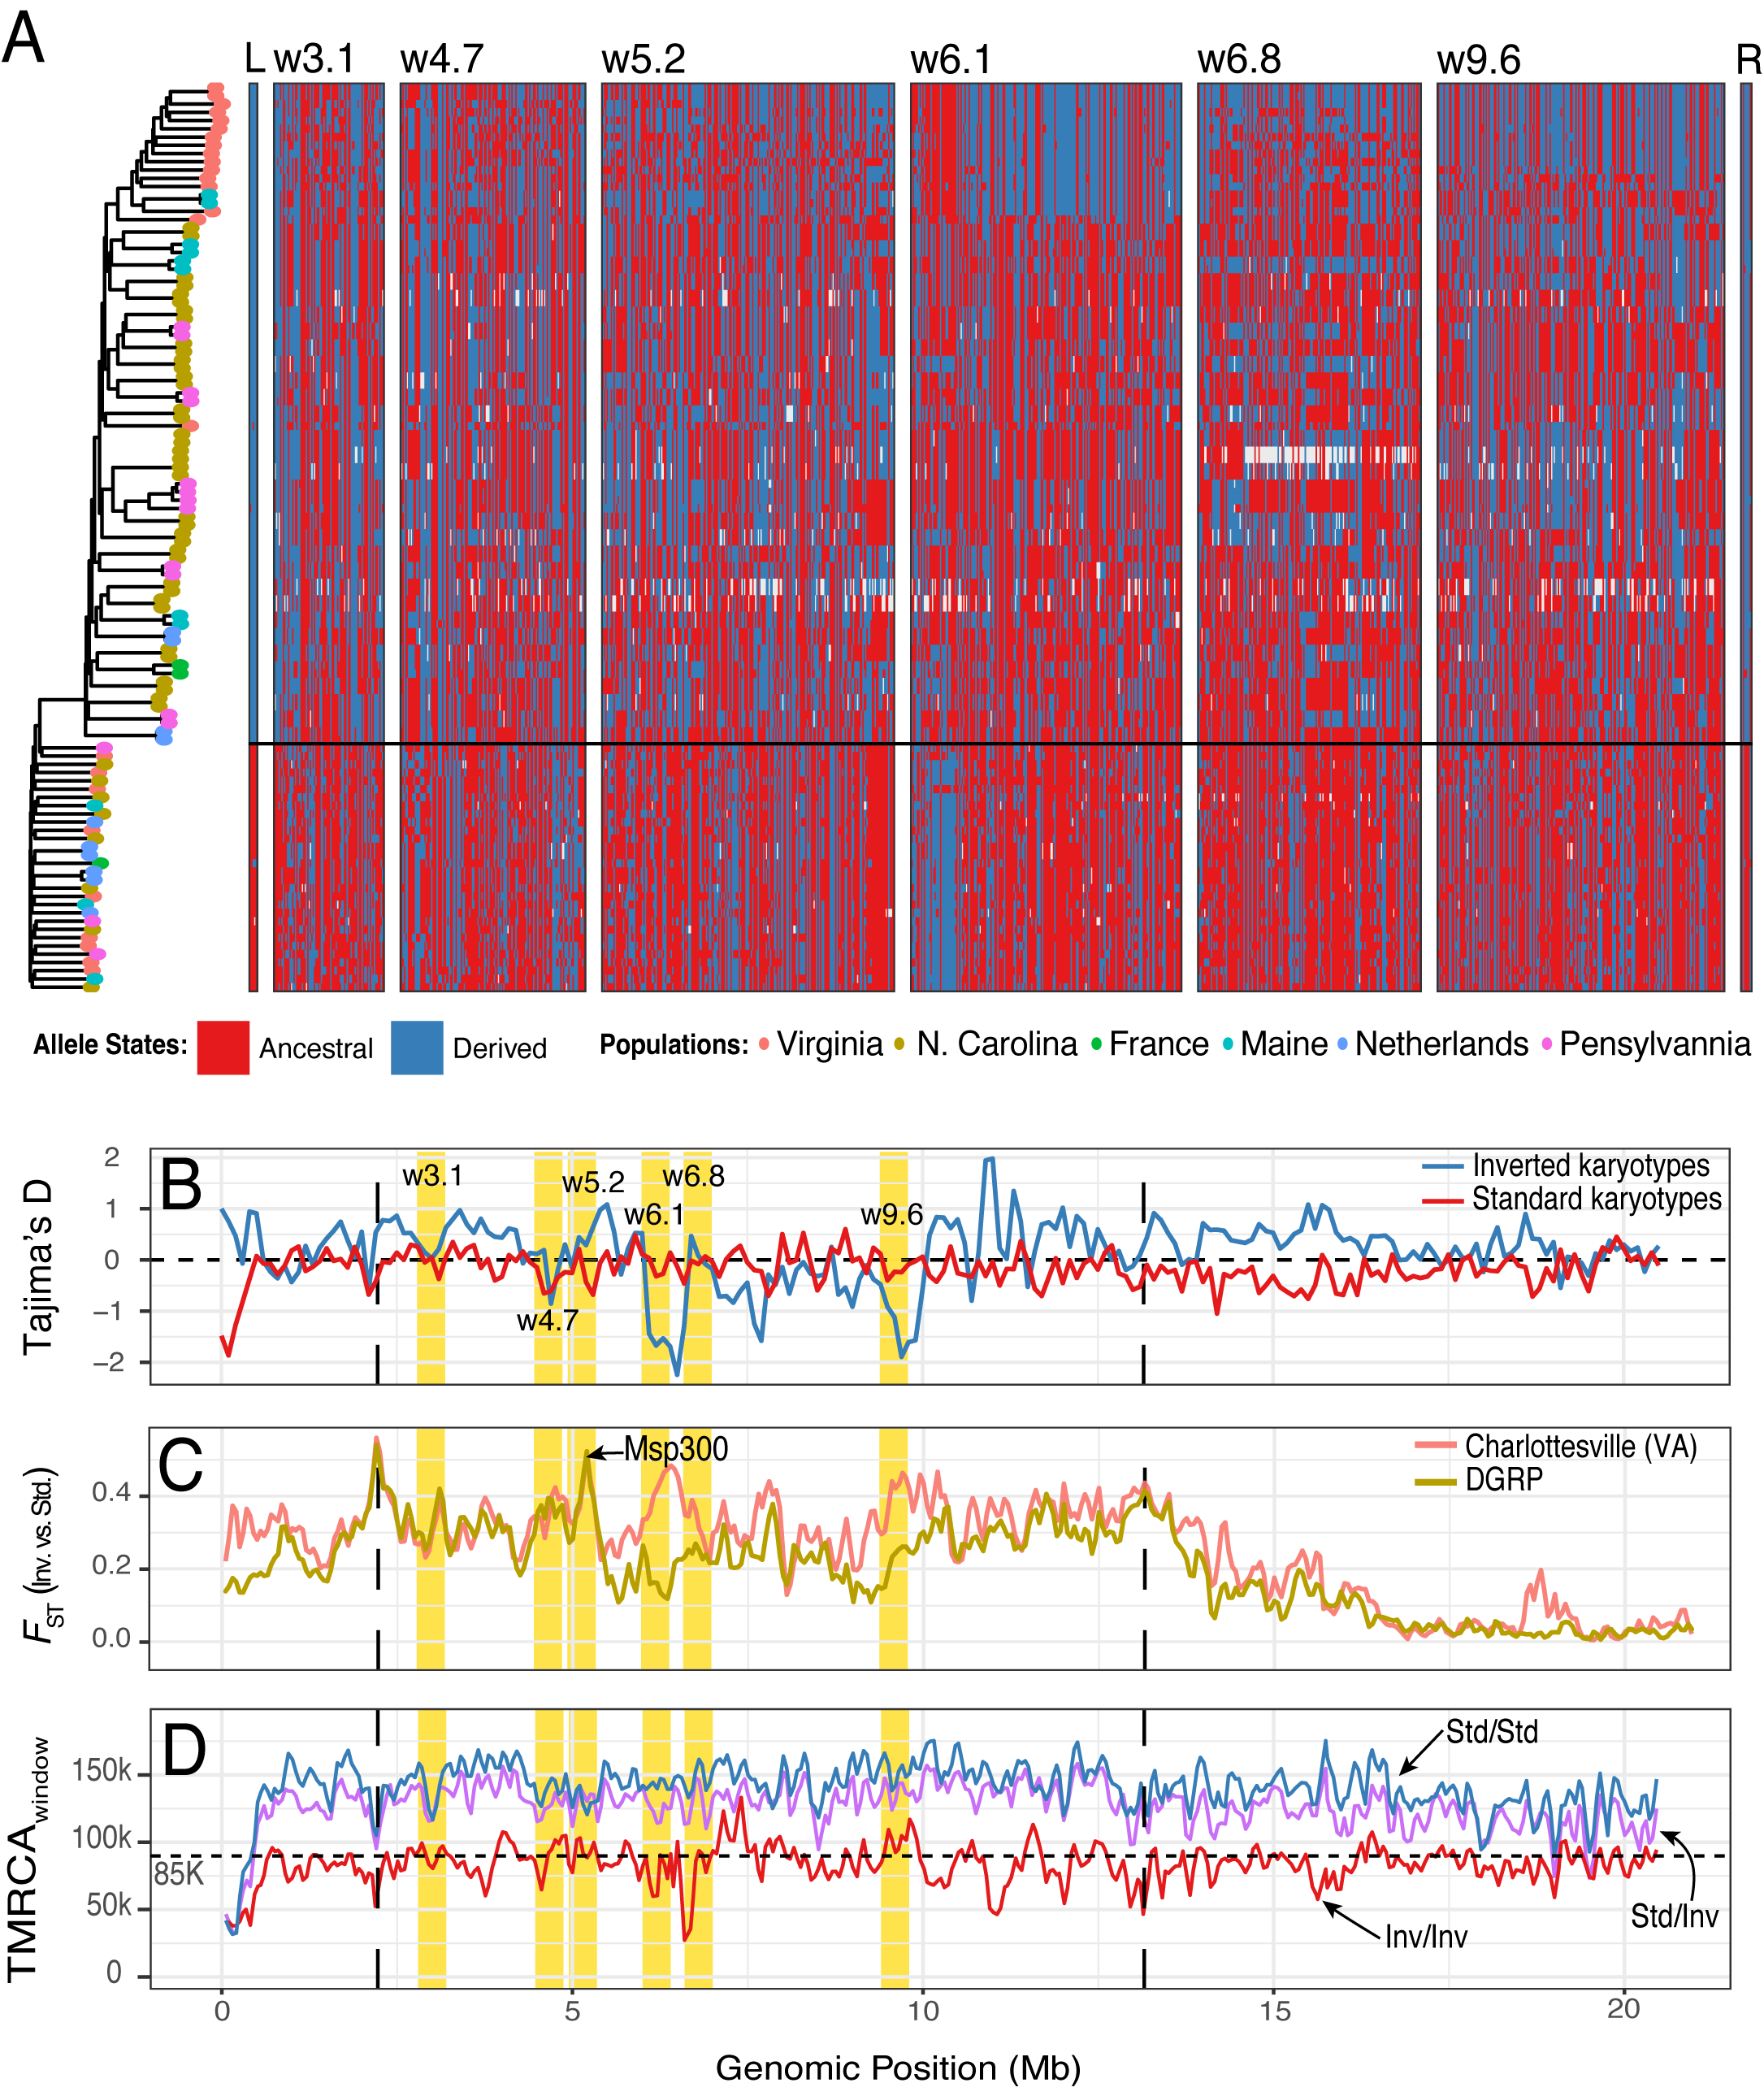 A
L w3.1 w4.7 w5.2 w6.1 w6.8 w9.6 R
Allele States: Ancestral Derived Populations: Virginia N. Carolina France Maine Netherlands Pensylvannia
B
Tajima's D
2
1
0
−1
−2
w3.1
w4.7
w5.2
w6.1
w6.8
w9.6
Inverted karyotypes
Standard karyotypes
C
FST (Inv. vs. Std.)
0.4
0.2
0.0
Msp300
Charlottesville (VA)
DGRP
D
TMRCAwindow
150k
100k
85K
50k
0
Std/Std
Std/Inv
Inv/Inv
0 5 10 15 20
Genomic Position (Mb)